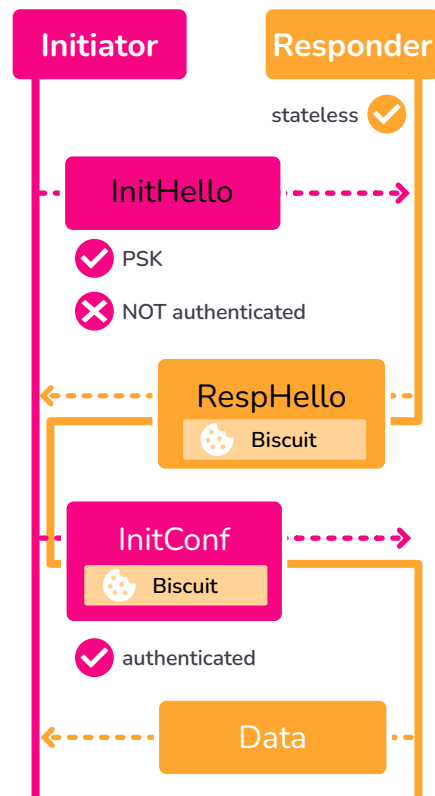 Initiator
Responder
stateless
InitHello
PSK
NOT authenticated
RespHello
Biscuit
InitConf
Biscuit
authenticated
Data